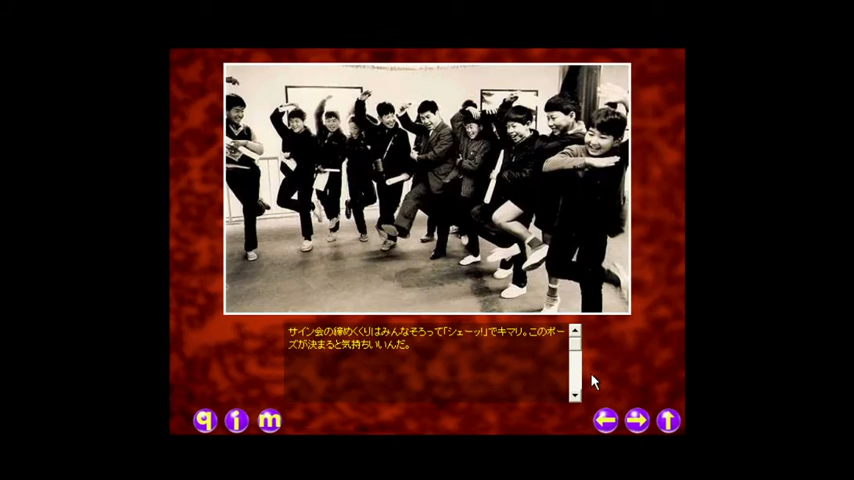 サイン会の締めくくりはみんなそろって「シェーッ!」でキマリ。このポー
ズが決まると気持ちいいんだ。
q i m